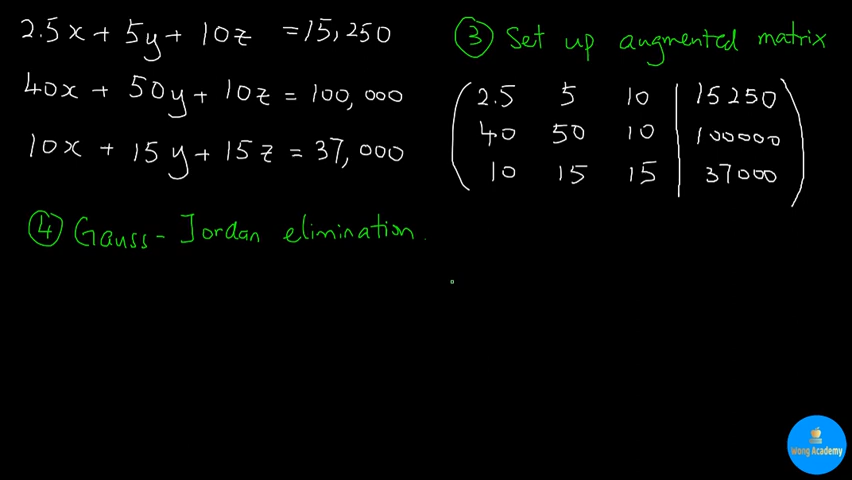 2.5x + 5y + 10z = 15,250
40x + 50y + 10z = 100,000
10x + 15y + 15z = 37,000
③ Set up augmented matrix
2.5 5 10 | 15250
40 50 10 | 100000
10 15 15 | 37000
④ Gauss-Jordan elimination.
Wong Academy